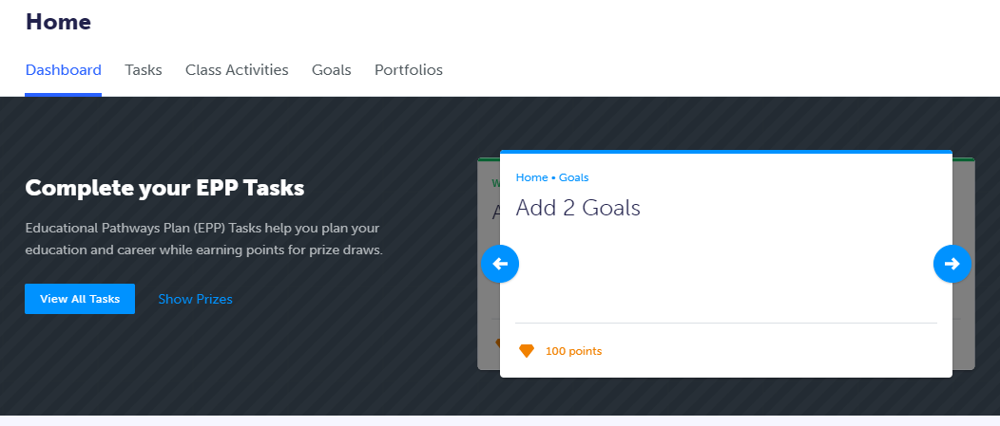 Home
Dashboard Tasks Class Activities Goals Portfolios
Complete your EPP Tasks
Educational Pathways Plan (EPP) Tasks help you plan your
education and career while earning points for prize draws.
View All Tasks Show Prizes
Home • Goals
Add 2 Goals
100 points